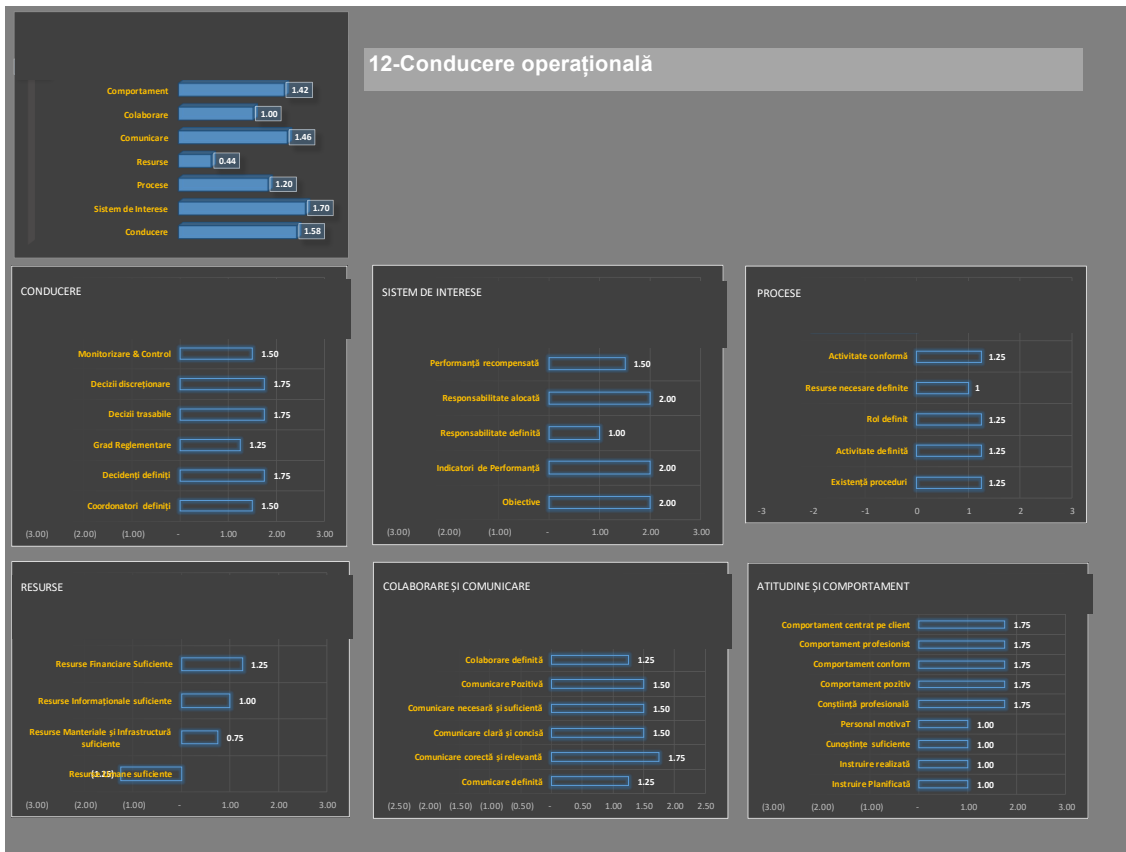 12-Conducere operațională
Comportament 1.42
Colaborare 1.00
Comunicare 1.46
Resurse 0.44
Procese 1.20
Sistem de Interese 1.70
Conducere 1.58
CONDUCERE
Monitorizare & Control 1.50
Decizii discreționare 1.75
Decizii trasabile 1.75
Grad Reglementare 1.25
Decidenți definiți 1.75
Coordonatori definiți 1.50
(3.00) (2.00) (1.00) - 1.00 2.00 3.00
SISTEM DE INTERESE
Performanță recompensată 1.50
Responsabilitate alocată 2.00
Responsabilitate definită 1.00
Indicatori de Performanță 2.00
Obiective 2.00
(3.00) (2.00) (1.00) - 1.00 2.00 3.00
PROCESE
Activitate conformă 1.25
Resurse necesare definite 1
Rol definit 1.25
Activitate definită 1.25
Existență proceduri 1.25
-3 -2 -1 0 1 2 3
RESURSE
Resurse Financiare Suficiente 1.25
Resurse Informaționale suficiente 1.00
Resurse Manteriale și Infrastructură
suficiente 0.75
Resurse umane suficiente (1.25)
(3.00) (2.00) (1.00) - 1.00 2.00 3.00
COLABORARE ȘI COMUNICARE
Colaborare definită 1.25
Comunicare Pozitivă 1.50
Comunicare necesară și suficientă 1.50
Comunicare clară și concisă 1.50
Comunicare corectă și relevantă 1.75
Comunicare definită 1.25
(2.50) (2.00) (1.50) (1.00) (0.50) - 0.50 1.00 1.50 2.00 2.50
ATITUDINE ȘI COMPORTAMENT
Comportament centrat pe client 1.75
Comportament profesionist 1.75
Comportament conform 1.75
Comportament pozitiv 1.75
Conștiință profesională 1.75
Personal motivaT 1.00
Cunoștințe suficiente 1.00
Instruire realizată 1.00
Instruire Planificată 1.00
(3.00) (2.00) (1.00) - 1.00 2.00 3.00